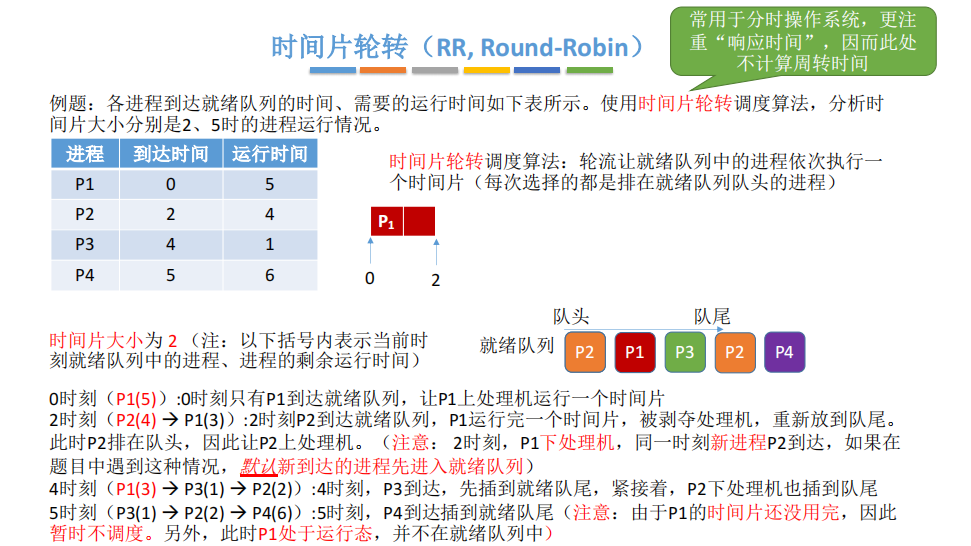 常用于分时操作系统，更注
重“响应时间”，因而此处
不计算周转时间
时间片轮转（RR, Round-Robin）
例题：各进程到达就绪队列的时间、需要的运行时间如下表所示。使用时间片轮转调度算法，分析时
间片大小分别是2、5时的进程运行情况。
进程 到达时间 运行时间
P1 0 5
P2 2 4
P3 4 1
P4 5 6
时间片轮转调度算法：轮流让就绪队列中的进程依次执行一
个时间片（每次选择的都是排在就绪队列队头的进程）
P₁
0 2
时间片大小为 2 （注：以下括号内表示当前时
刻就绪队列中的进程、进程的剩余运行时间）
队头 队尾
就绪队列 P2 P1 P3 P2 P4
0时刻（P1(5)）:0时刻只有P1到达就绪队列，让P1上处理机运行一个时间片
2时刻（P2(4) → P1(3)）:2时刻P2到达就绪队列，P1运行完一个时间片，被剥夺处理机，重新放到队尾。
此时P2排在队头，因此让P2上处理机。（注意： 2时刻，P1下处理机，同一时刻新进程P2到达，如果在
题目中遇到这种情况，默认新到达的进程先进入就绪队列）
4时刻（P1(3) → P3(1) → P2(2)）:4时刻，P3到达，先插到就绪队尾，紧接着，P2下处理机也插到队尾
5时刻（P3(1) → P2(2) → P4(6)）:5时刻，P4到达插到就绪队尾（注意：由于P1的时间片还没用完，因此
暂时不调度。另外，此时P1处于运行态，并不在就绪队列中）